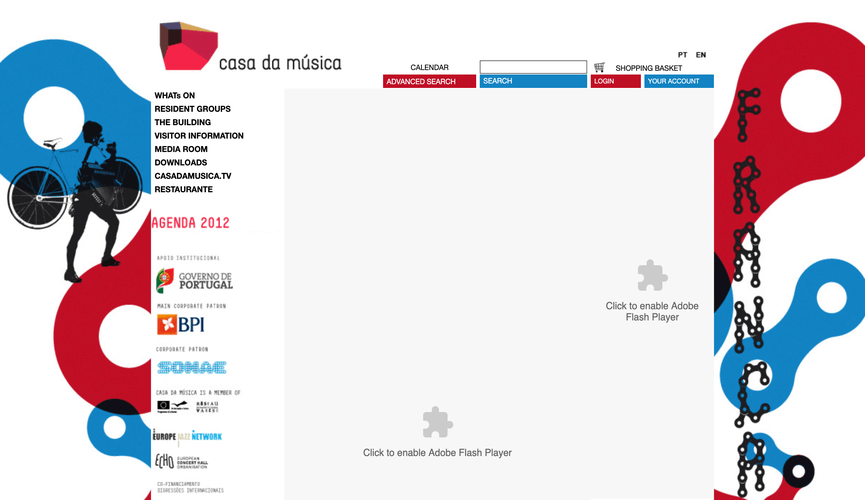 casa da música
PT EN
CALENDAR
SHOPPING BASKET
ADVANCED SEARCH
SEARCH
LOGIN
YOUR ACCOUNT
WHATs ON
RESIDENT GROUPS
THE BUILDING
VISITOR INFORMATION
MEDIA ROOM
DOWNLOADS
CASADAMUSICA.TV
RESTAURANTE
AGENDA 2012
APOIO INSTITUCIONAL
GOVERNO DE
PORTUGAL
MAIN CORPORATE PATRON
BPI
CORPORATE PATRON
SONAE
CASA DA MÚSICA IS A MEMBER OF
EUROPE JAZZ NETWORK
ECHO EUROPEAN
CONCERT HALL
ORGANISATION
CO-FINANCIAMENTO
DIGRESSÕES INTERNACIONAIS
Click to enable Adobe
Flash Player
Click to enable Adobe Flash Player
FRANÇA